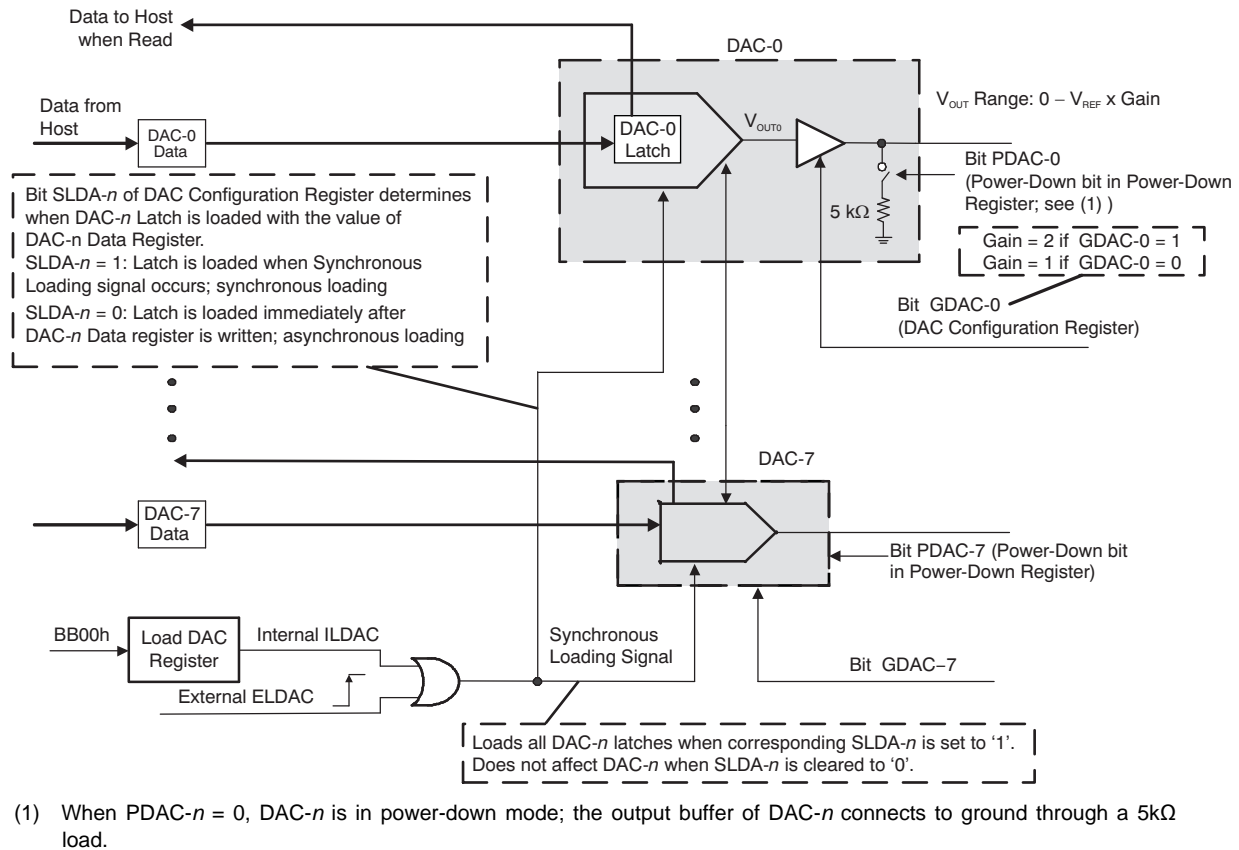 Data to Host
when Read
DAC-0
Data from
Host
DAC-0
Data
DAC-0
Latch
VOUT0
VOUT Range: 0 – VREF x Gain
5 kΩ
Bit PDAC-0
(Power-Down bit in Power-Down
Register; see (1) )
Gain = 2 if GDAC-0 = 1
Gain = 1 if GDAC-0 = 0
Bit GDAC-0
(DAC Configuration Register)
Bit SLDA-n of DAC Configuration Register determines
when DAC-n Latch is loaded with the value of
DAC-n Data Register.
SLDA-n = 1: Latch is loaded when Synchronous
Loading signal occurs; synchronous loading
SLDA-n = 0: Latch is loaded immediately after
DAC-n Data register is written; asynchronous loading
DAC-7
DAC-7
Data
Bit PDAC-7 (Power-Down bit
in Power-Down Register)
BB00h
Load DAC
Register
Internal ILDAC
External ELDAC
Synchronous
Loading Signal
Bit GDAC–7
Loads all DAC-n latches when corresponding SLDA-n is set to ‘1’.
Does not affect DAC-n when SLDA-n is cleared to ‘0’.
(1) When PDAC-n = 0, DAC-n is in power-down mode; the output buffer of DAC-n connects to ground through a 5kΩ
load.